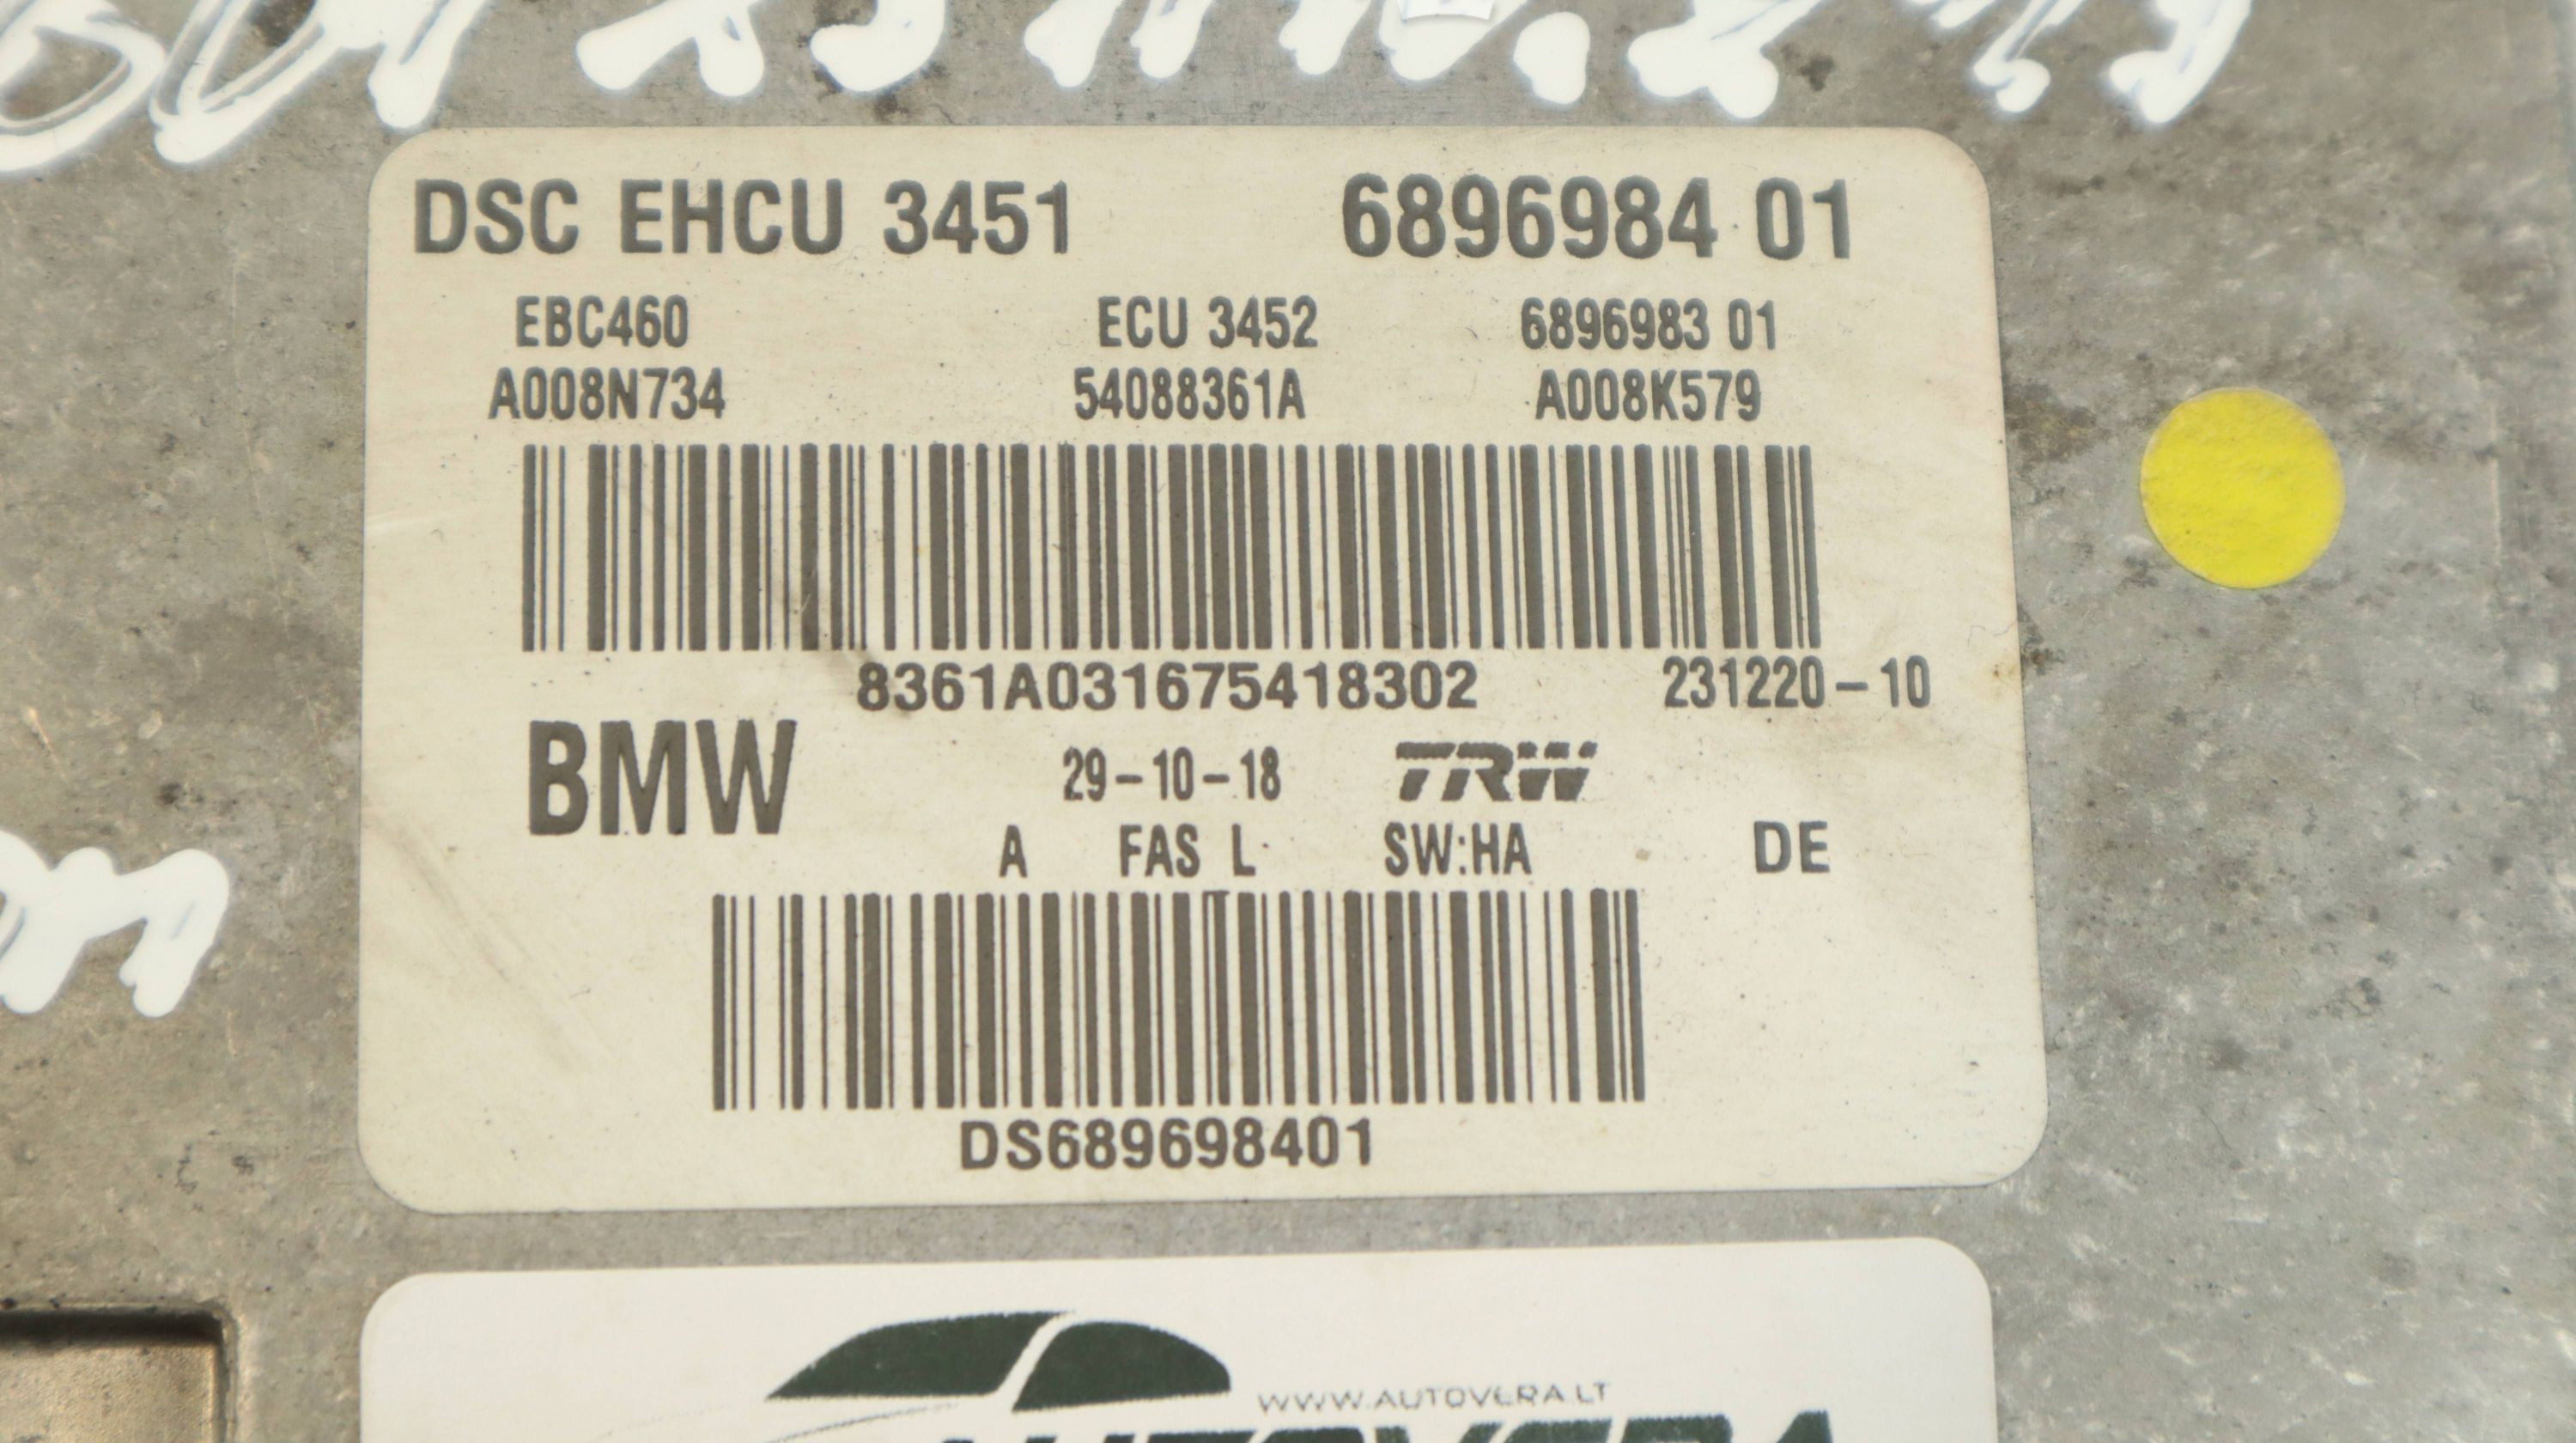 DSC EHCU 3451 6896984 01
EBC460 ECU 3452 6896983 01
A008N734 54088361A A008K579
8361A031675418302 231220-10
BMW 29-10-18 TRW
A FAS L SW:HA DE
DS689698401
WWW.AUTOVERA.LT
AUTOVERA